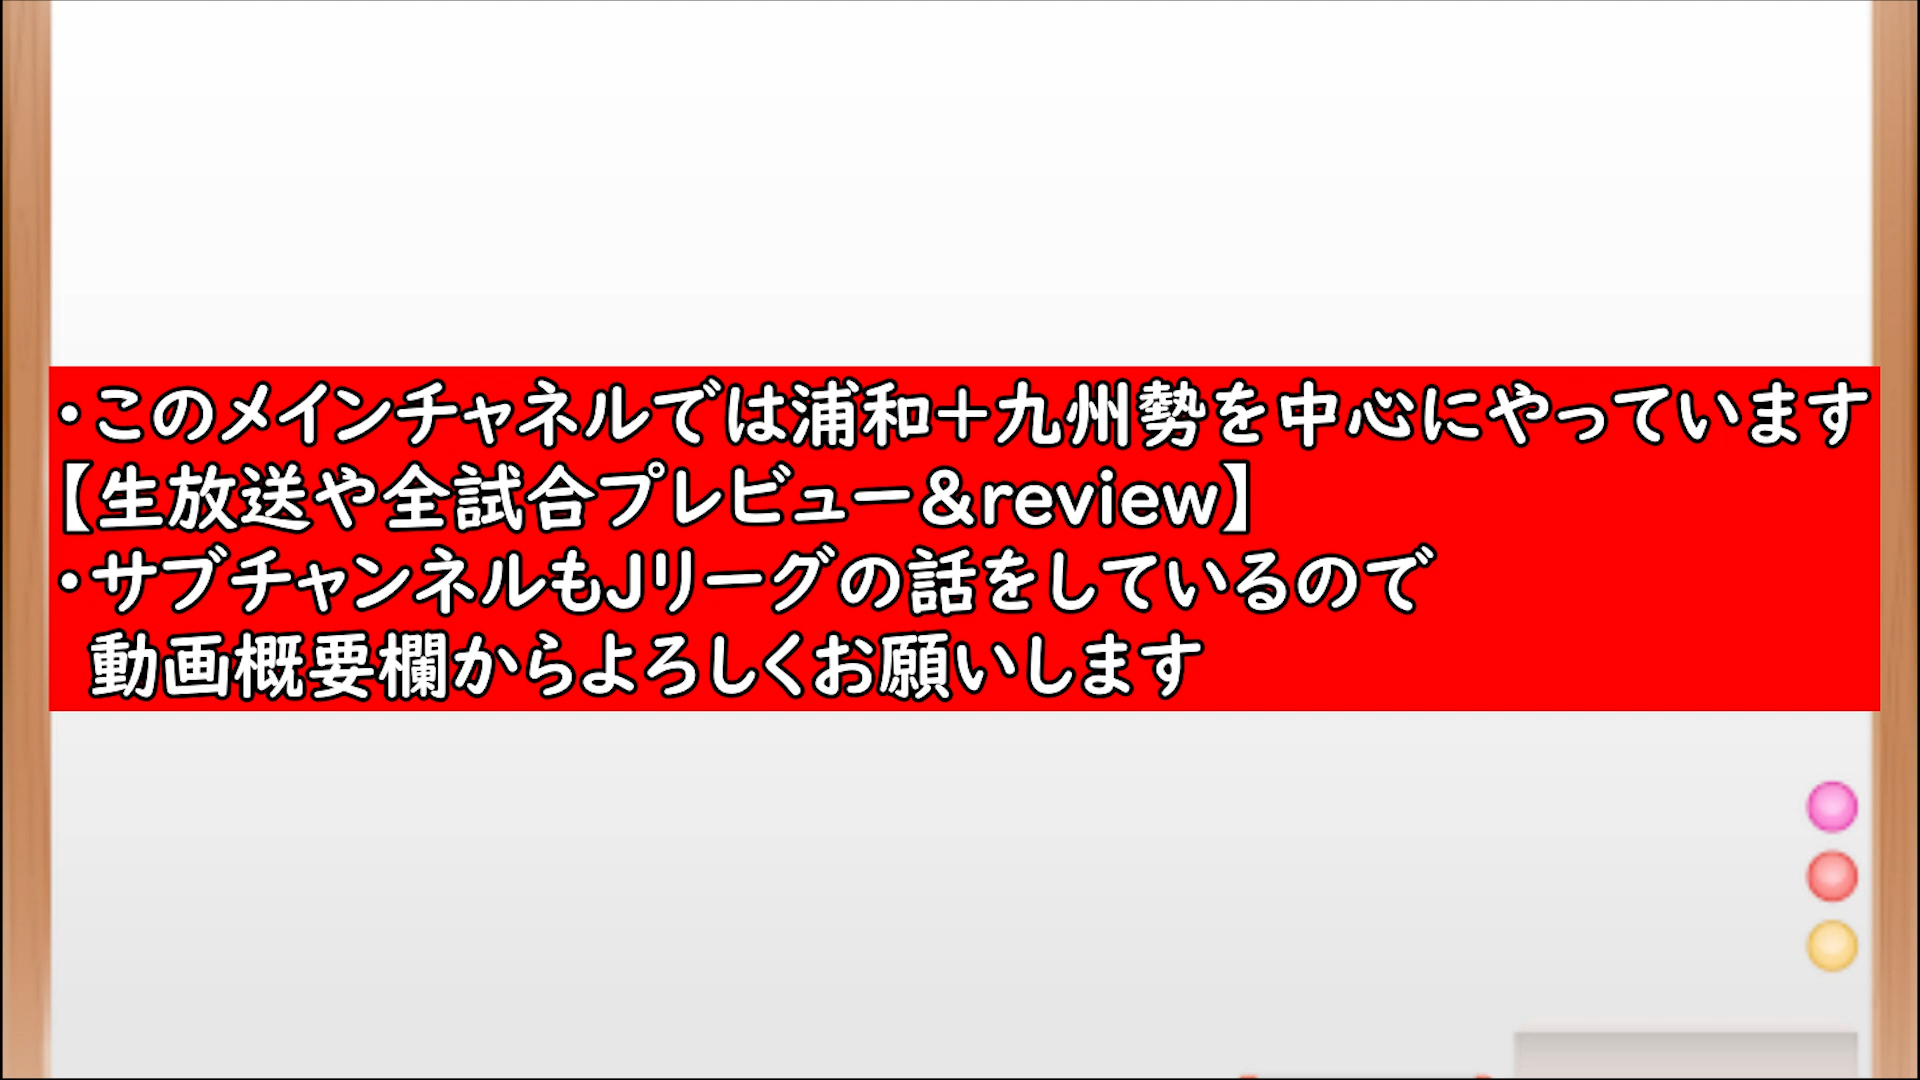 ・このメインチャネルでは浦和＋九州勢を中心にやっています
【生放送や全試合プレビュー＆review】
・サブチャンネルもJリーグの話をしているので
動画概要欄からよろしくお願いします